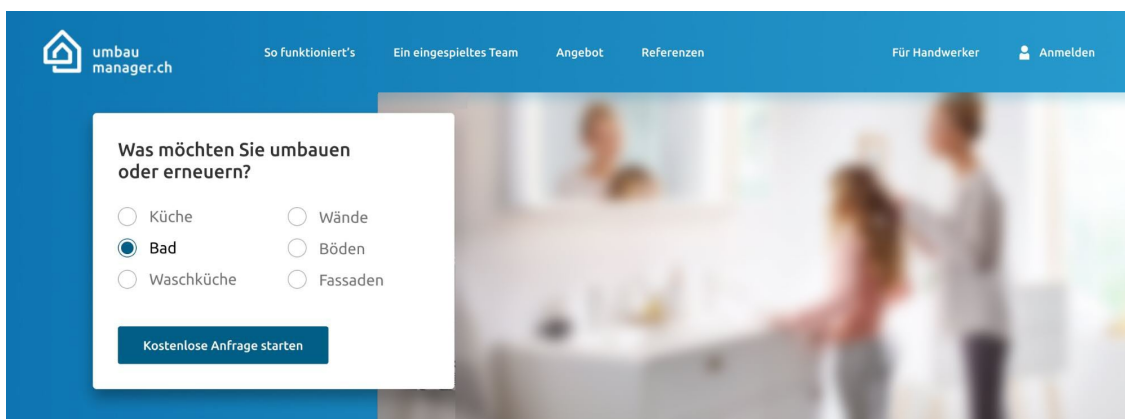 umbau
manager.ch
So funktioniert's
Ein eingespieltes Team
Angebot
Referenzen
Für Handwerker
Anmelden
Was möchten Sie umbauen
oder erneuern?
Küche
Wände
Bad
Böden
Waschküche
Fassaden
Kostenlose Anfrage starten